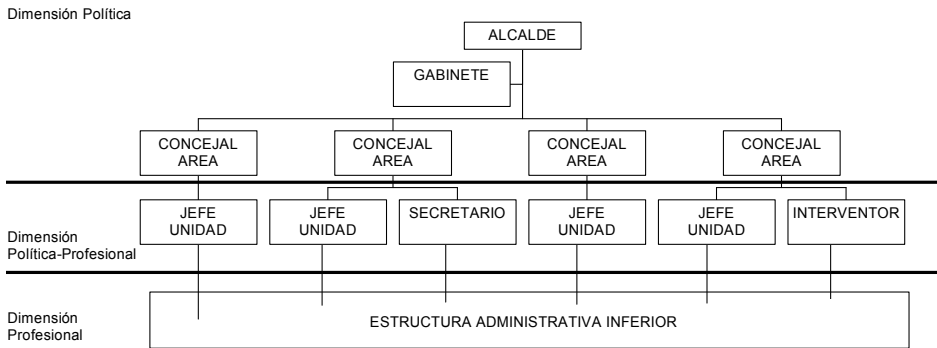 Dimensión Política
ALCALDE
GABINETE
CONCEJAL
AREA
CONCEJAL
AREA
CONCEJAL
AREA
CONCEJAL
AREA
JEFE
UNIDAD
JEFE
UNIDAD
SECRETARIO
JEFE
UNIDAD
JEFE
UNIDAD
INTERVENTOR
Dimensión
Política-Profesional
Dimensión
Profesional
ESTRUCTURA ADMINISTRATIVA INFERIOR